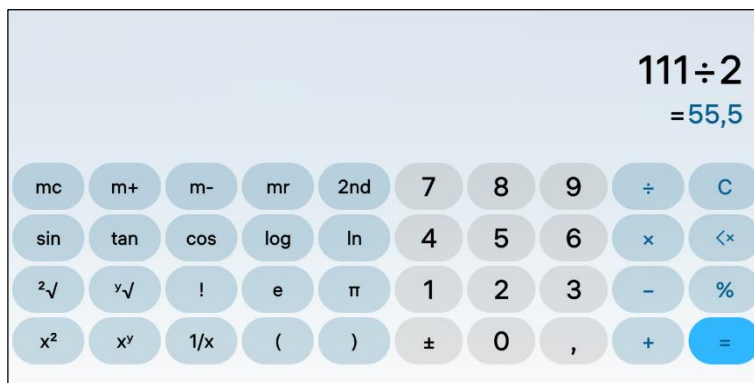 111÷2
=55,5
mc m+ m- mr 2nd 7 8 9 ÷ C
sin tan cos log ln 4 5 6 × <×
²√ ʸ√ ! e π 1 2 3 − %
x² xʸ 1/x ( ) ± 0 , + =